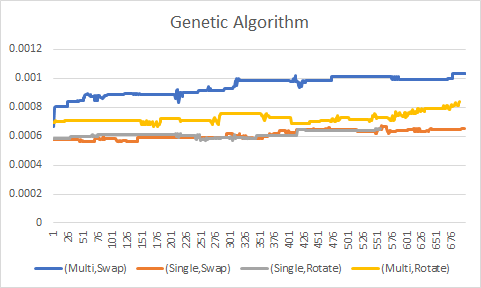 Genetic Algorithm
0.0012
0.001
0.0008
0.0006
0.0004
0.0002
0
1 26 51 76 101 126 151 176 201 226 251 276 301 326 351 376 401 426 451 476 501 526 551 576 601 626 651 676
(Multi,Swap) (Single,Swap) (Single,Rotate) (Multi,Rotate)